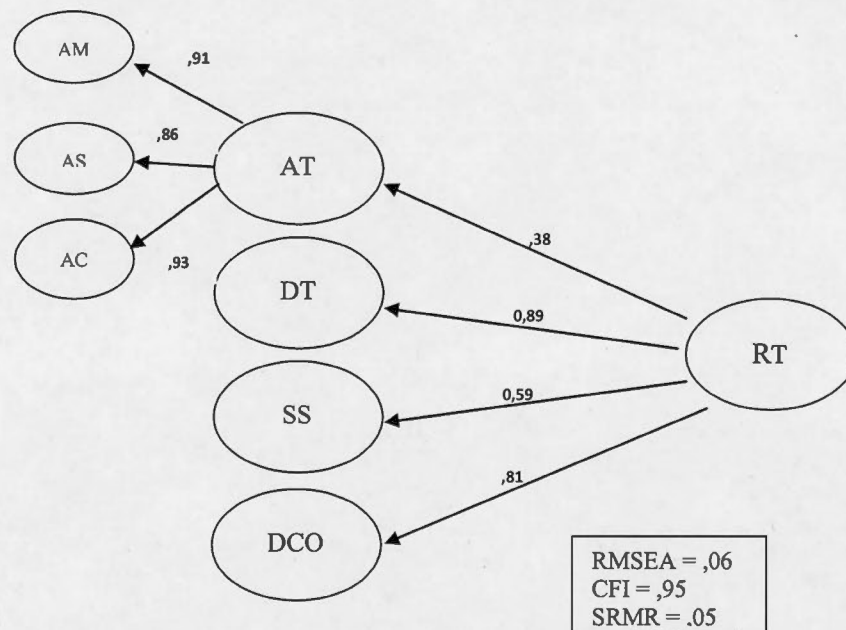 AM
,91
AS
,86
AT
AC
,93
,38
DT
0,89
RT
SS
0,59
,81
DCO
RMSEA = ,06
CFI = ,95
SRMR = ,05